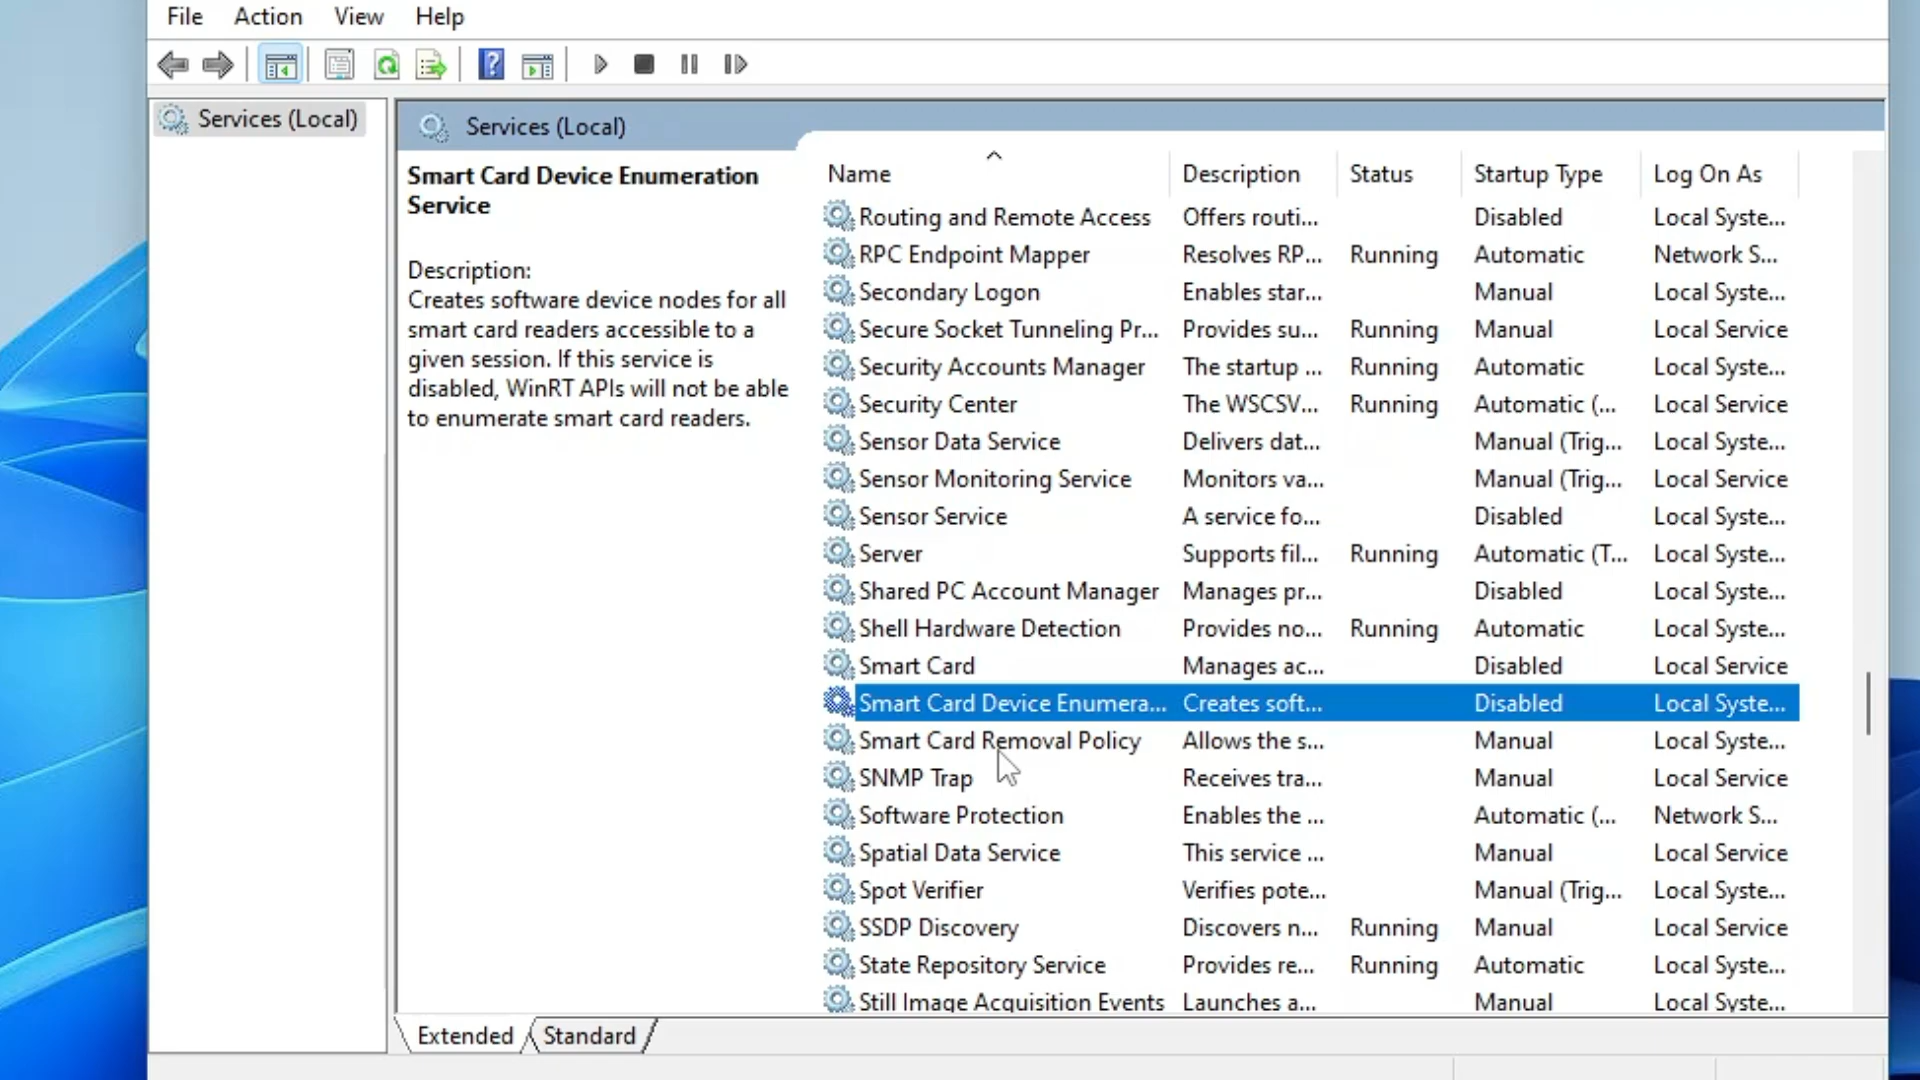 File Action View Help
Services (Local)
Services (Local)
Smart Card Device Enumeration
Service
Description:
Creates software device nodes for all
smart card readers accessible to a
given session. If this service is
disabled, WinRT APIs will not be able
to enumerate smart card readers.
Name Description Status Startup Type Log On As
Routing and Remote Access Offers routi... Disabled Local Syste...
RPC Endpoint Mapper Resolves RP... Running Automatic Network S...
Secondary Logon Enables star... Manual Local Syste...
Secure Socket Tunneling Pr... Provides su... Running Manual Local Service
Security Accounts Manager The startup ... Running Automatic Local Syste...
Security Center The WSCSV... Running Automatic (... Local Service
Sensor Data Service Delivers dat... Manual (Trig... Local Syste...
Sensor Monitoring Service Monitors va... Manual (Trig... Local Service
Sensor Service A service fo... Disabled Local Syste...
Server Supports fil... Running Automatic (T... Local Syste...
Shared PC Account Manager Manages pr... Disabled Local Syste...
Shell Hardware Detection Provides no... Running Automatic Local Syste...
Smart Card Manages ac... Disabled Local Service
Smart Card Device Enumera... Creates soft... Disabled Local Syste...
Smart Card Removal Policy Allows the s... Manual Local Syste...
SNMP Trap Receives tra... Manual Local Service
Software Protection Enables the ... Automatic (... Network S...
Spatial Data Service This service ... Manual Local Service
Spot Verifier Verifies pote... Manual (Trig... Local Syste...
SSDP Discovery Discovers n... Running Manual Local Service
State Repository Service Provides re... Running Automatic Local Syste...
Still Image Acquisition Events Launches a... Manual Local Syste...
Extended Standard